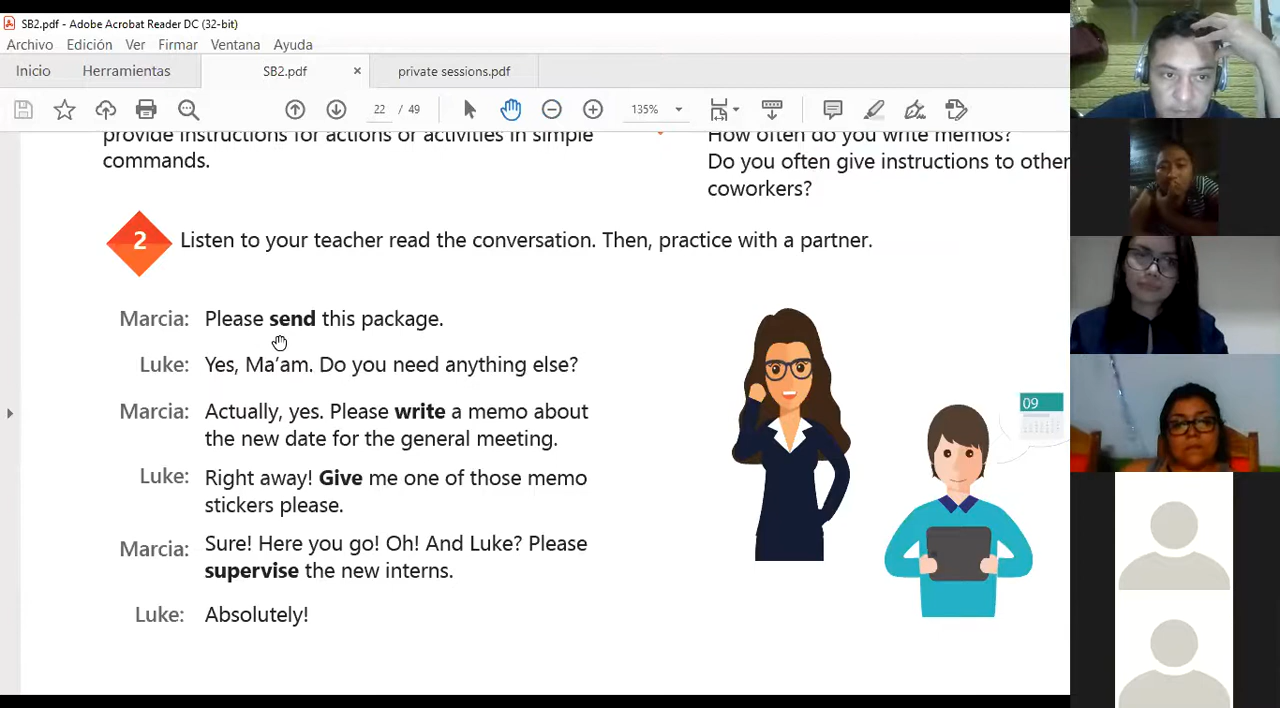 SB2.pdf - Adobe Acrobat Reader DC (32-bit)
Archivo Edición Ver Firmar Ventana Ayuda
Inicio Herramientas SB2.pdf × private sessions.pdf
22 / 49 135%
provide instructions for actions or activities in simple
commands.
How often do you write memos?
Do you often give instructions to other
coworkers?
2 Listen to your teacher read the conversation. Then, practice with a partner.
Marcia: Please send this package.
Luke: Yes, Ma'am. Do you need anything else?
Marcia: Actually, yes. Please write a memo about
the new date for the general meeting.
Luke: Right away! Give me one of those memo
stickers please.
Marcia: Sure! Here you go! Oh! And Luke? Please
supervise the new interns.
Luke: Absolutely!
09